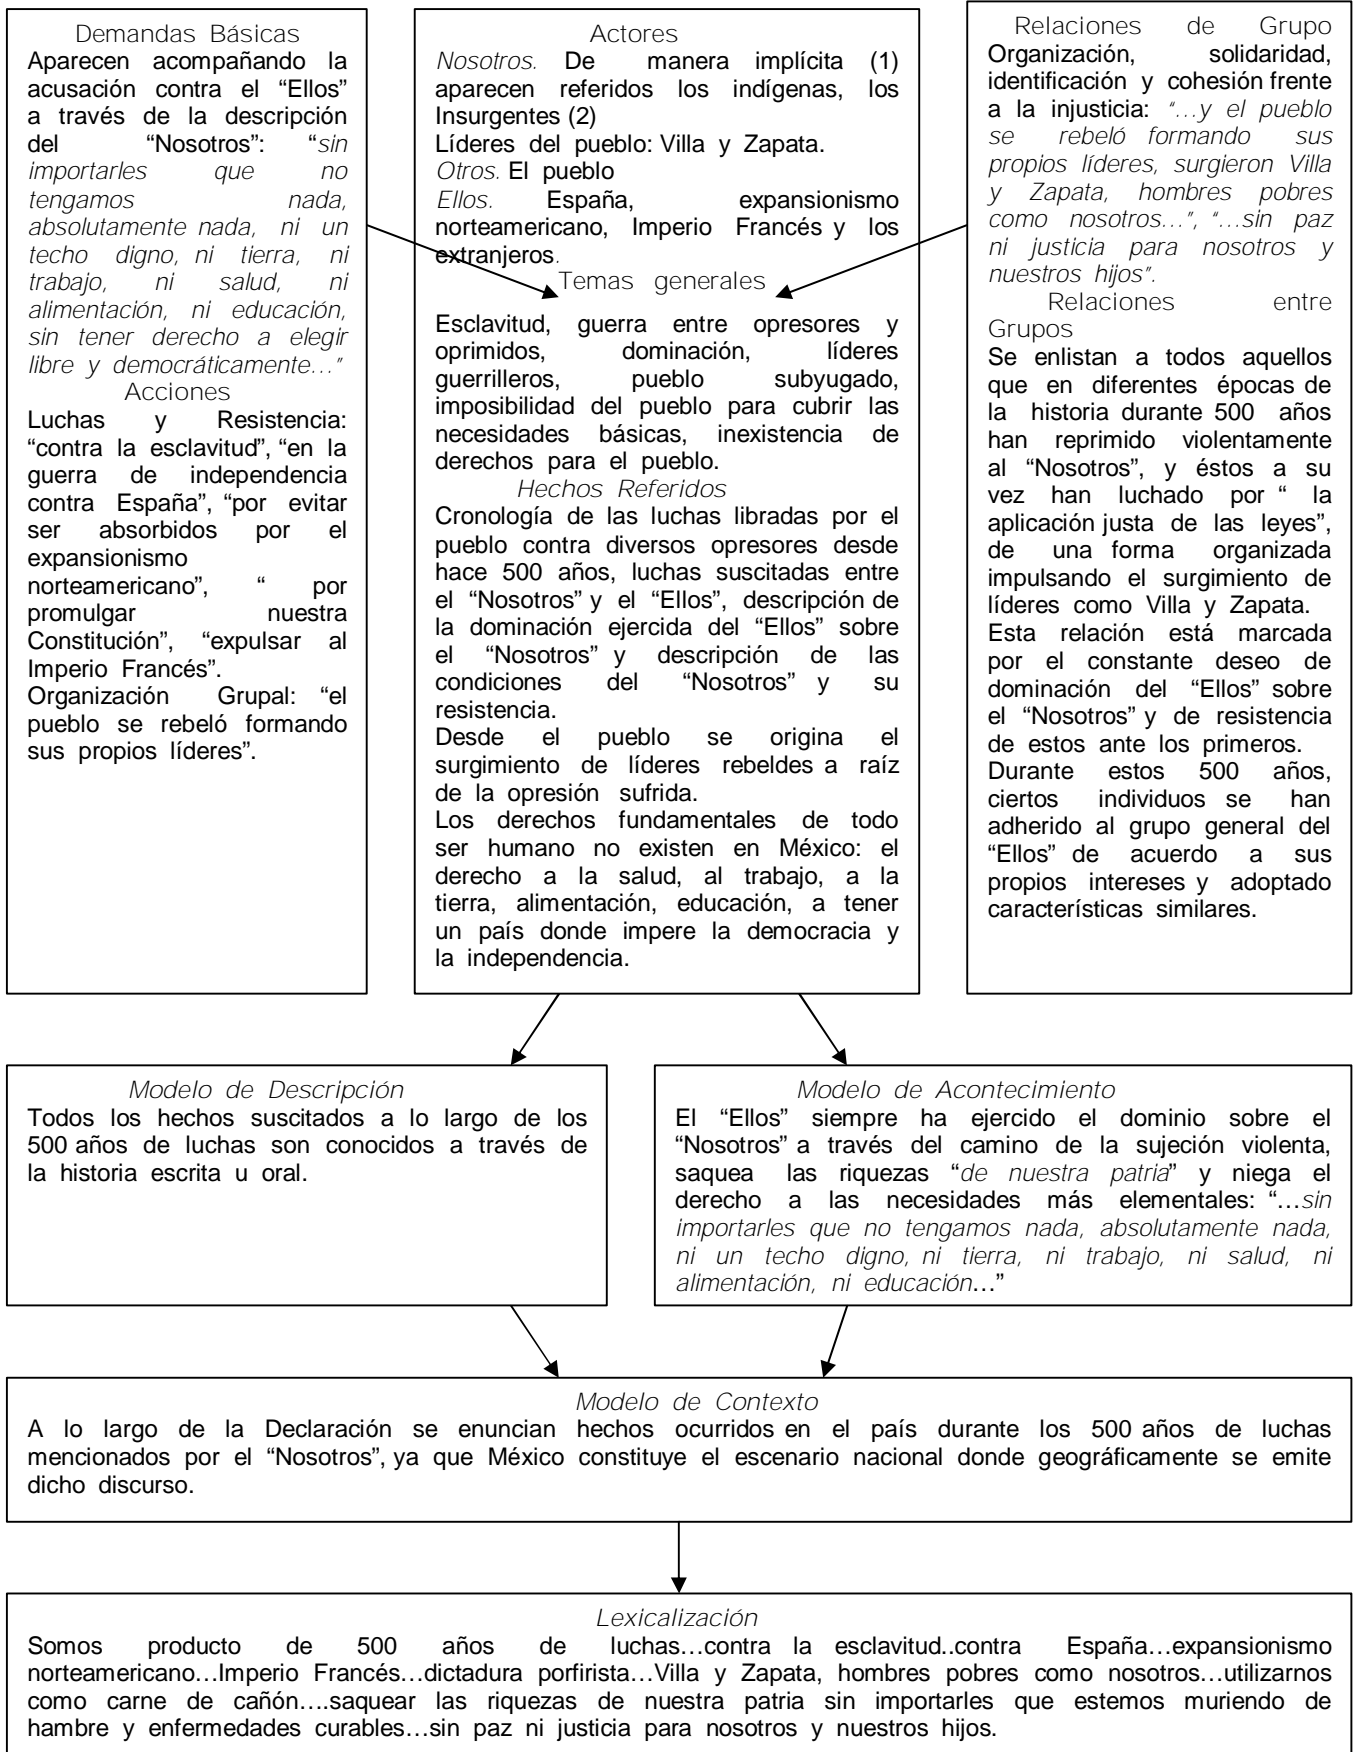 Demandas Básicas
Aparecen acompañando la
acusación contra el “Ellos”
a través de la descripción
del “Nosotros”: “sin
importarles que no
tengamos nada,
absolutamente nada, ni un
techo digno, ni tierra, ni
trabajo, ni salud, ni
alimentación, ni educación,
sin tener derecho a elegir
libre y democráticamente…”
Acciones
Luchas y Resistencia:
“contra la esclavitud”, “en la
guerra de independencia
contra España”, “por evitar
ser absorbidos por el
expansionismo
norteamericano”, “ por
promulgar nuestra
Constitución”, “expulsar al
Imperio Francés”.
Organización Grupal: “el
pueblo se rebeló formando
sus propios líderes”.
Actores
Nosotros. De manera implícita (1)
aparecen referidos los indígenas, los
Insurgentes (2)
Líderes del pueblo: Villa y Zapata.
Otros. El pueblo
Ellos. España, expansionismo
norteamericano, Imperio Francés y los
extranjeros.
Temas generales
Esclavitud, guerra entre opresores y
oprimidos, dominación, líderes
guerrilleros, pueblo subyugado,
imposibilidad del pueblo para cubrir las
necesidades básicas, inexistencia de
derechos para el pueblo.
Hechos Referidos
Cronología de las luchas libradas por el
pueblo contra diversos opresores desde
hace 500 años, luchas suscitadas entre
el “Nosotros” y el “Ellos”, descripción de
la dominación ejercida del “Ellos” sobre
el “Nosotros” y descripción de las
condiciones del “Nosotros” y su
resistencia.
Desde el pueblo se origina el
surgimiento de líderes rebeldes a raíz
de la opresión sufrida.
Los derechos fundamentales de todo
ser humano no existen en México: el
derecho a la salud, al trabajo, a la
tierra, alimentación, educación, a tener
un país donde impere la democracia y
la independencia.
Relaciones de Grupo
Organización, solidaridad,
identificación y cohesión frente
a la injusticia: “…y el pueblo
se rebeló formando sus
propios líderes, surgieron Villa
y Zapata, hombres pobres
como nosotros…”, “…sin paz
ni justicia para nosotros y
nuestros hijos”.
Relaciones entre
Grupos
Se enlistan a todos aquellos
que en diferentes épocas de
la historia durante 500 años
han reprimido violentamente
al “Nosotros”, y éstos a su
vez han luchado por “ la
aplicación justa de las leyes”,
de una forma organizada
impulsando el surgimiento de
líderes como Villa y Zapata.
Esta relación está marcada
por el constante deseo de
dominación del “Ellos” sobre
el “Nosotros” y de resistencia
de estos ante los primeros.
Durante estos 500 años,
ciertos individuos se han
adherido al grupo general del
“Ellos” de acuerdo a sus
propios intereses y adoptado
características similares.
Modelo de Descripción
Todos los hechos suscitados a lo largo de los
500 años de luchas son conocidos a través de
la historia escrita u oral.
Modelo de Acontecimiento
El “Ellos” siempre ha ejercido el dominio sobre el
“Nosotros” a través del camino de la sujeción violenta,
saquea las riquezas “de nuestra patria” y niega el
derecho a las necesidades más elementales: “…sin
importarles que no tengamos nada, absolutamente nada,
ni un techo digno, ni tierra, ni trabajo, ni salud, ni
alimentación, ni educación…”
Modelo de Contexto
A lo largo de la Declaración se enuncian hechos ocurridos en el país durante los 500 años de luchas
mencionados por el “Nosotros”, ya que México constituye el escenario nacional donde geográficamente se emite
dicho discurso.
Lexicalización
Somos producto de 500 años de luchas…contra la esclavitud..contra España…expansionismo
norteamericano…Imperio Francés…dictadura porfirista…Villa y Zapata, hombres pobres como nosotros…utilizarnos
como carne de cañón….saquear las riquezas de nuestra patria sin importarles que estemos muriendo de
hambre y enfermedades curables…sin paz ni justicia para nosotros y nuestros hijos.